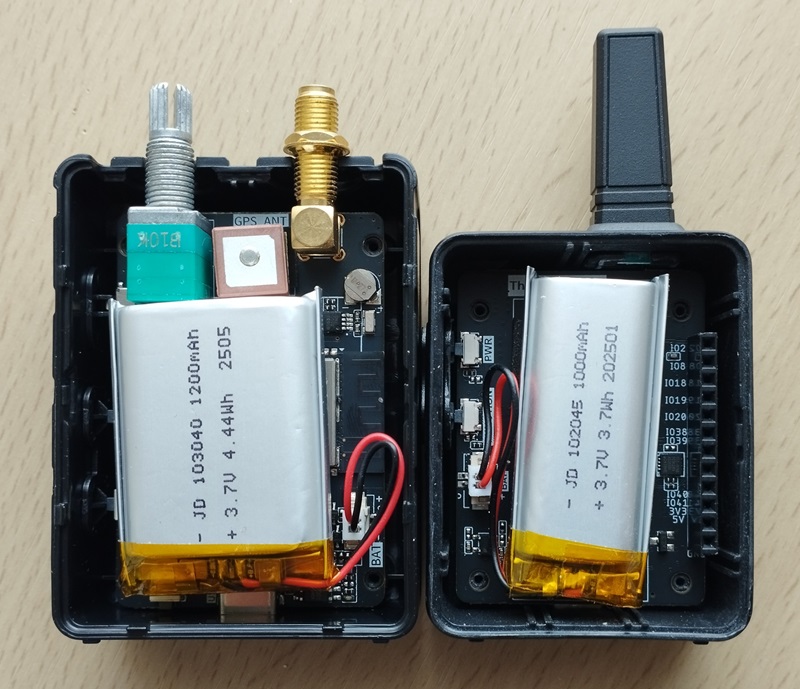 GPS ANT
B10K
- JD 103040 1200mAh
+ 3.7V 4.44Wh 2505
BAT
Th
PWR
- JD 102045 1000mAh
+ 3.7Wh 3.7V 202501
IO2
IO8
IO18
IO19
IO20
IO38
IO39
IO40
IO41
3V3
5V